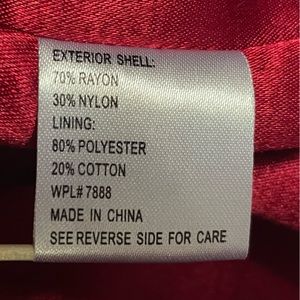 EXTERIOR SHELL:
70% RAYON
30% NYLON
LINING:
80% POLYESTER
20% COTTON
WPL# 7888
MADE IN CHINA
SEE REVERSE SIDE FOR CARE